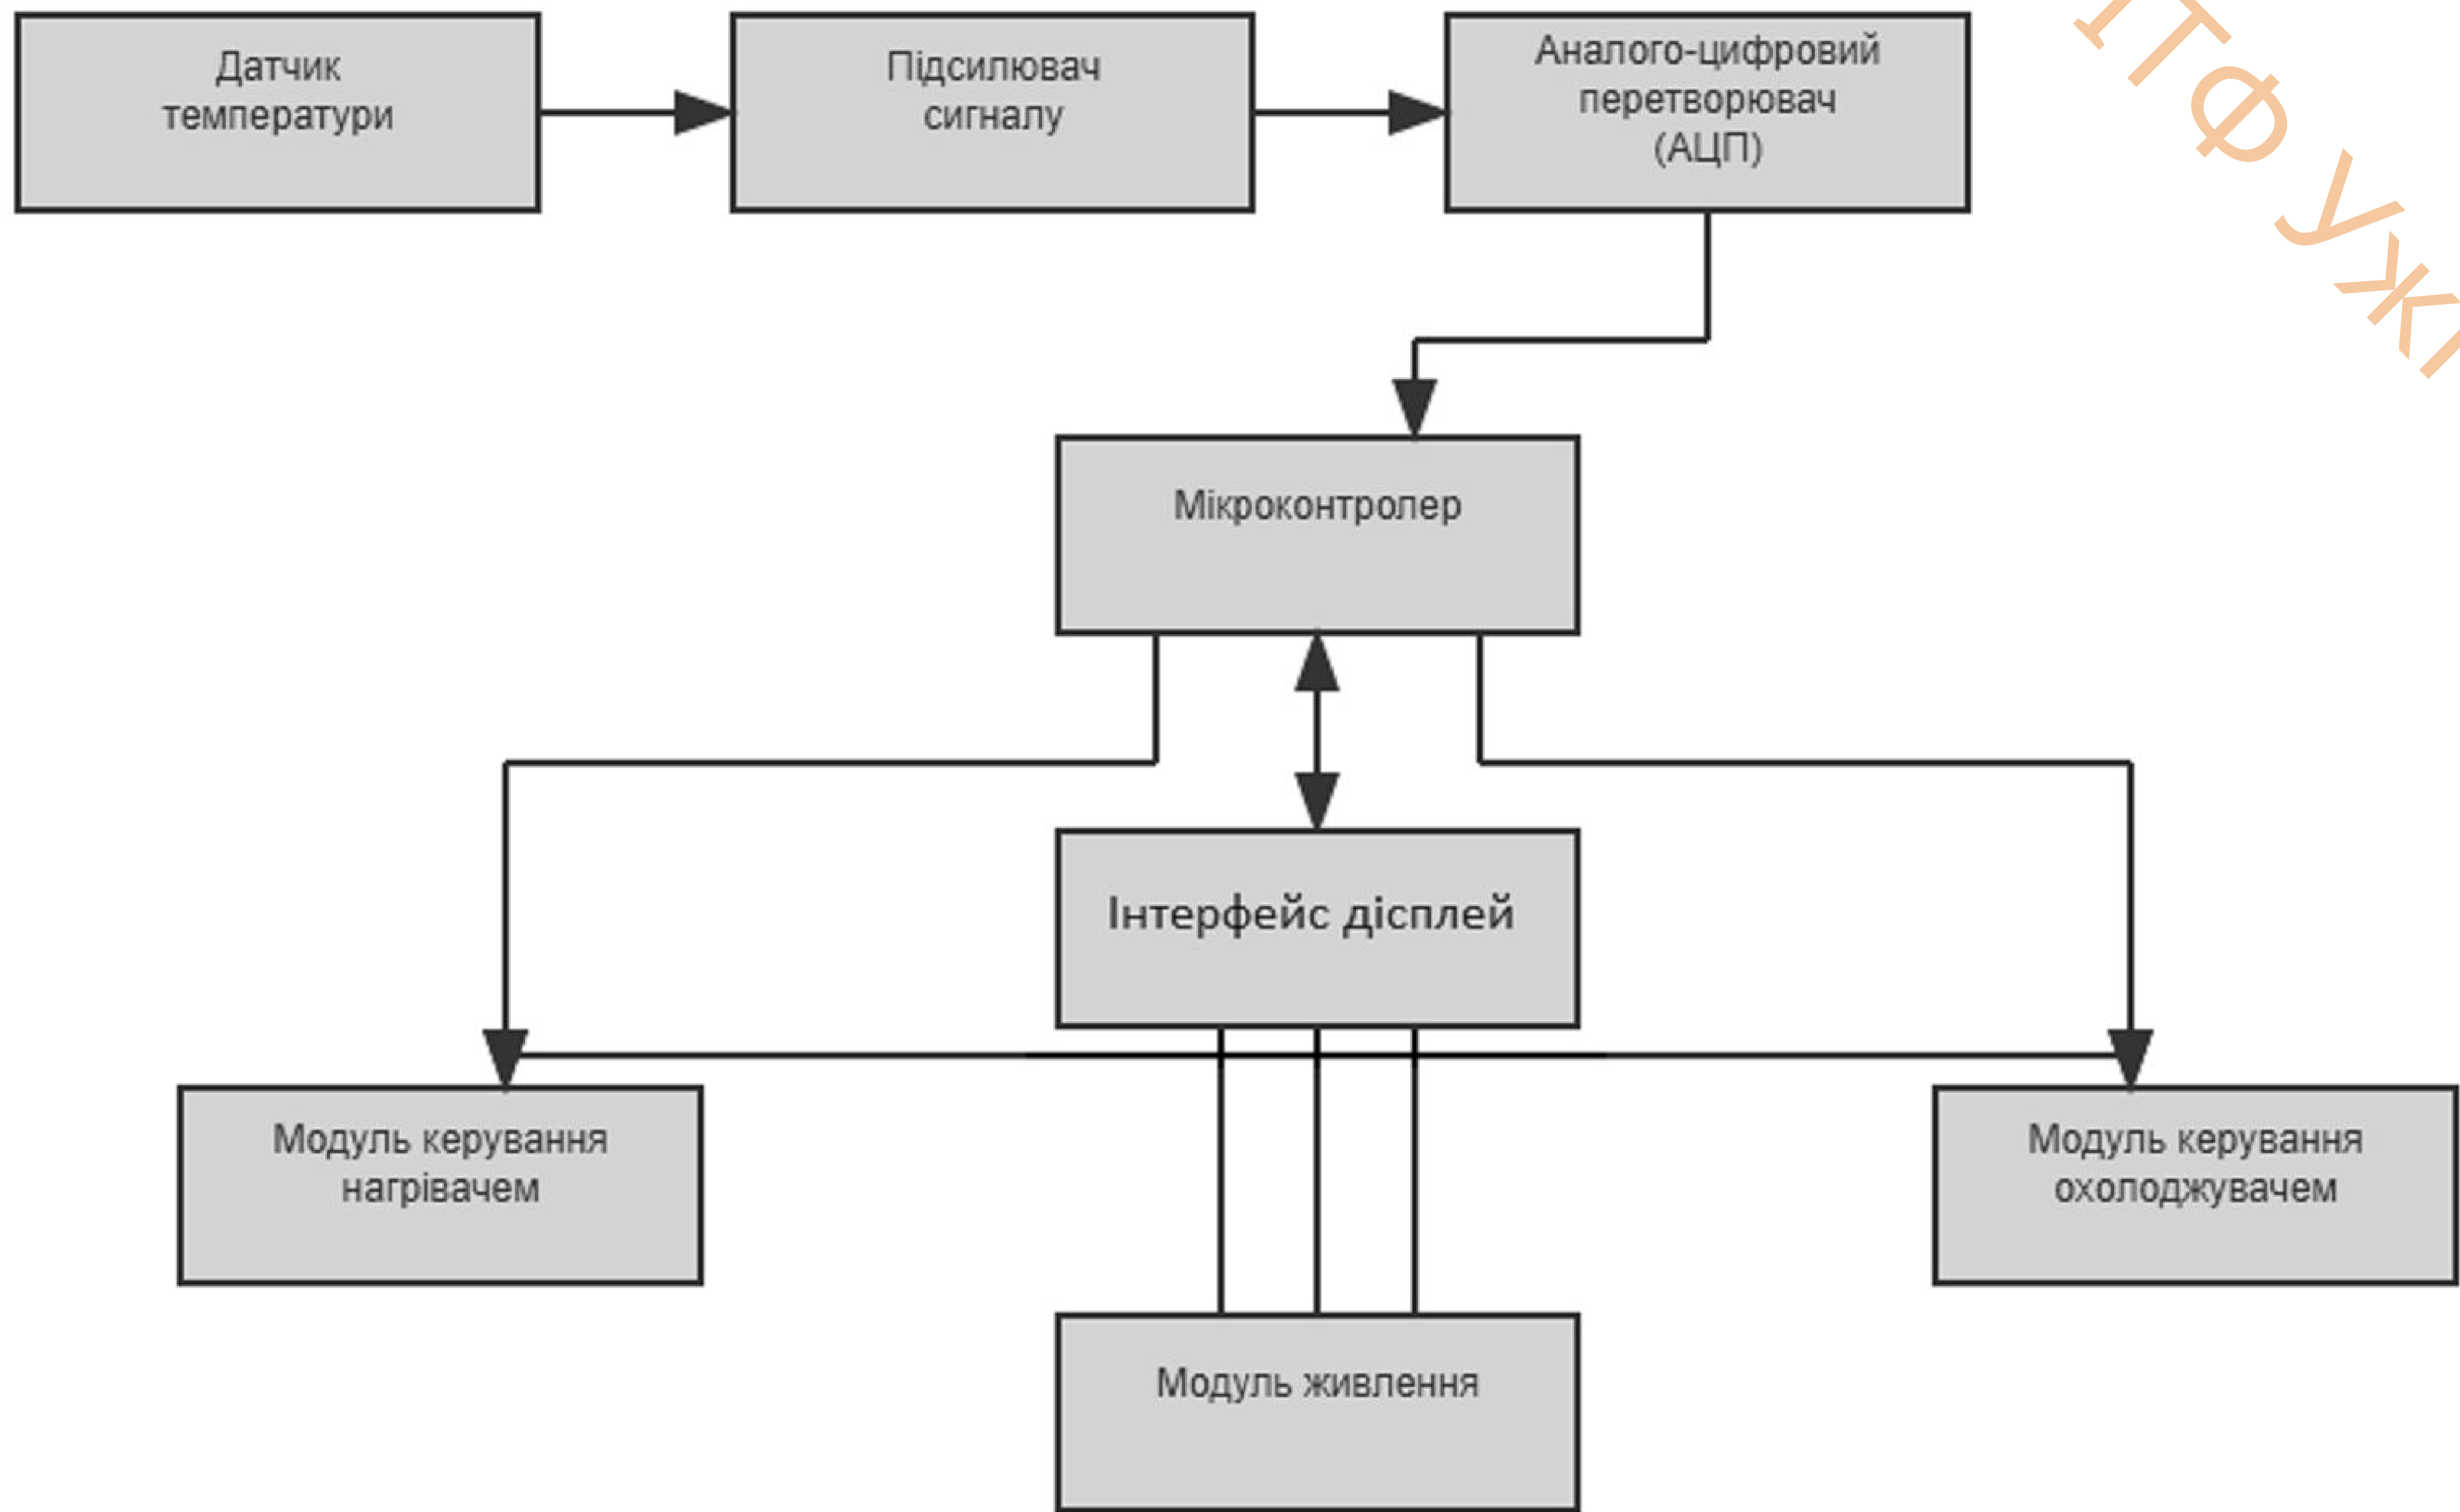 Датчик
температури
Підсилювач
сигналу
Аналого-цифровий
перетворювач
(АЦП)
Мікроконтролер
Інтерфейс дісплей
Модуль керування
нагрівачем
Модуль керування
охолоджувачем
Модуль живлення